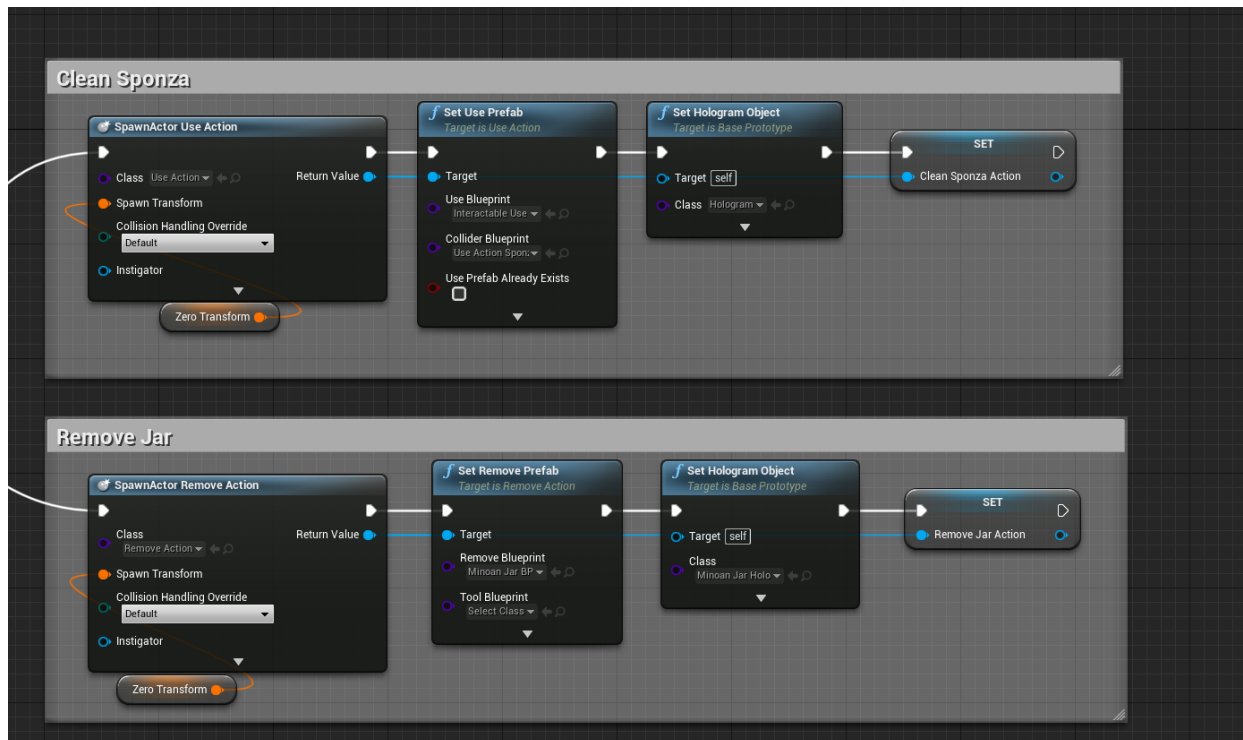 Clean Sponza
SpawnActor Use Action
Class Use Action
Return Value
Spawn Transform
Collision Handling Override
Default
Instigator
Zero Transform
Set Use Prefab
Target is Use Action
Target
Use Blueprint
Interactable Use
Collider Blueprint
Use Action Spon:
Use Prefab Already Exists
Set Hologram Object
Target is Base Prototype
Target self
Class Hologram
SET
Clean Sponza Action
Remove Jar
SpawnActor Remove Action
Class
Remove Action
Return Value
Spawn Transform
Collision Handling Override
Default
Instigator
Zero Transform
Set Remove Prefab
Target is Remove Action
Target
Remove Blueprint
Minoan Jar BP
Tool Blueprint
Select Class
Set Hologram Object
Target is Base Prototype
Target self
Class
Minoan Jar Holo
SET
Remove Jar Action